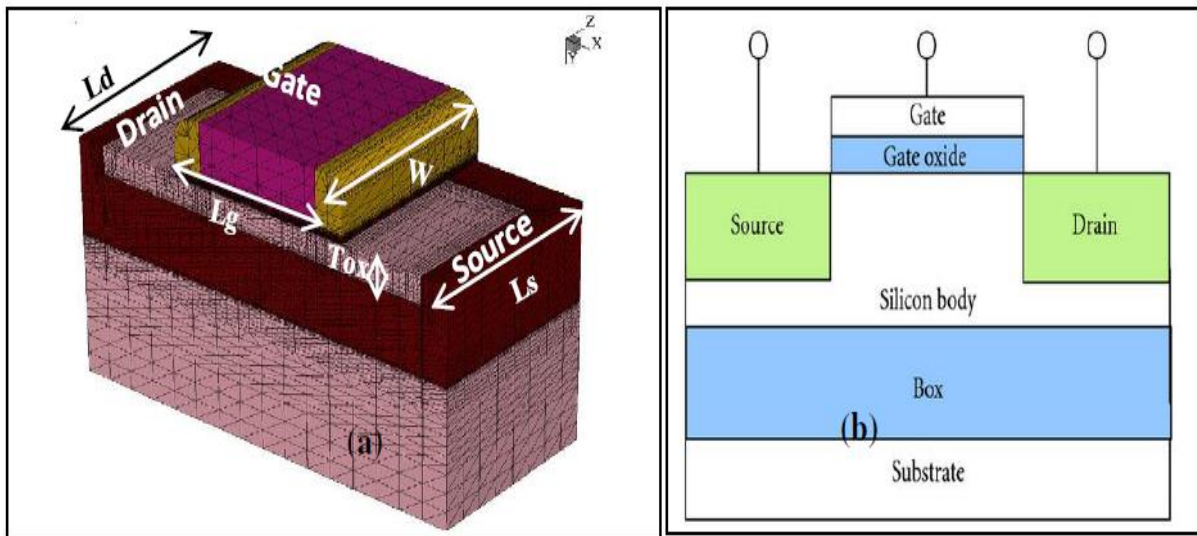 Z
X
Y
Ld
Drain
Gate
W
Lg
Tox
Source
Ls
(a)
Gate
Gate oxide
Source
Drain
Silicon body
Box
(b)
Substrate